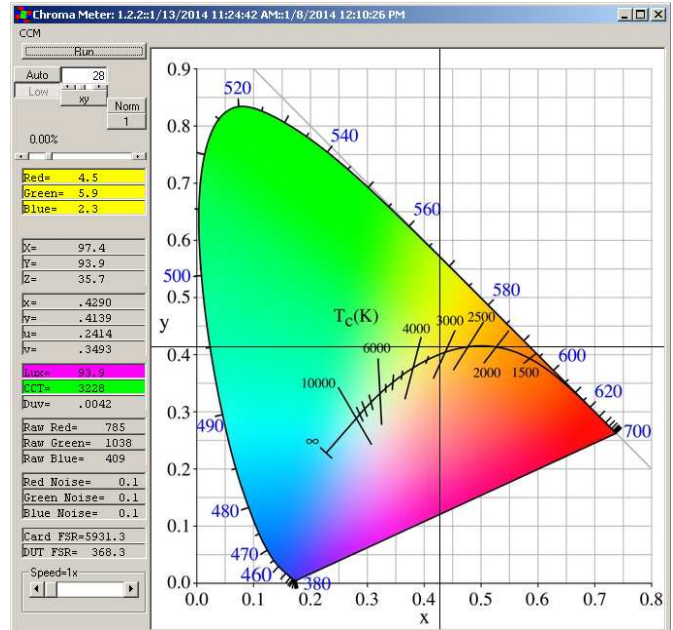 Chroma Meter: 1.2.2::1/13/2014 11:24:42 AM::1/8/2014 12:10:26 PM
CCM
Run
Auto 28
Low xy Norm
1
0.00%
Red= 4.5
Green= 5.9
Blue= 2.3
X= 97.4
Y= 93.9
Z= 35.7
x= .4290
y= .4139
u= .2414
v= .3493
Lux= 93.9
CCT= 3228
Duv= .0042
Raw Red= 785
Raw Green= 1038
Raw Blue= 409
Red Noise= 0.1
Green Noise= 0.1
Blue Noise= 0.1
Card FSR=5931.3
DUT FSR= 368.3
Speed=1x
0.9
0.8
0.7
0.6
0.5
y
0.4
0.3
0.2
0.1
0.0
0.0 0.1 0.2 0.3 0.4 0.5 0.6 0.7 0.8
x
520
540
560
580
600
620
700
500
490
480
470
460
380
Tc(K)
∞
10000
6000
4000
3000
2500
2000
1500